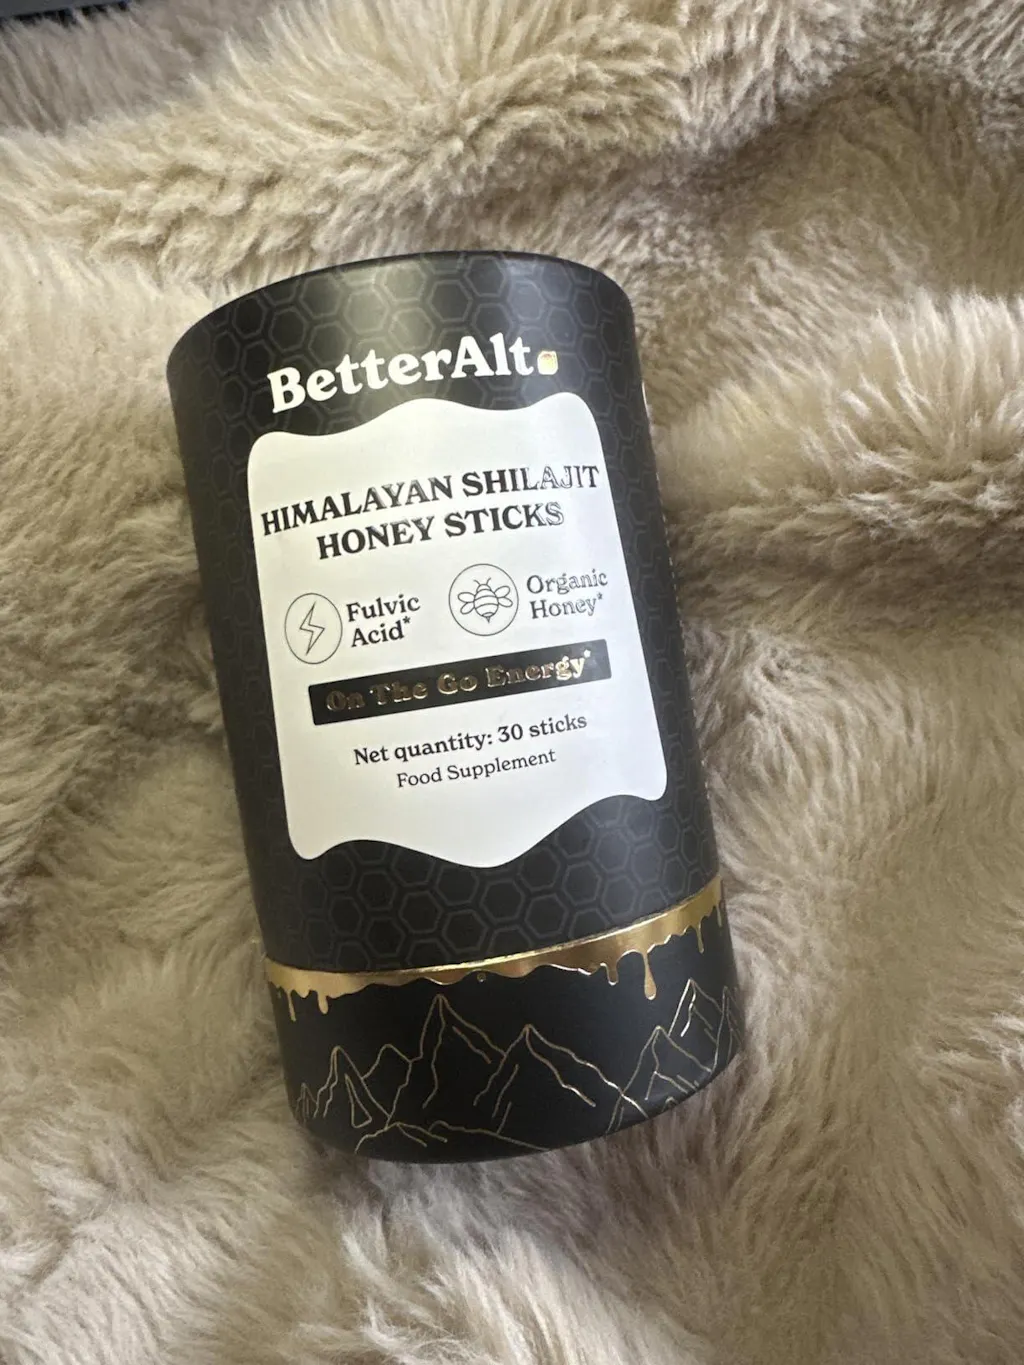 BetterAlt
HIMALAYAN SHILAJIT
HONEY STICKS
Fulvic
Acid*
Organic
Honey*
On The Go Energy*
Net quantity: 30 sticks
Food Supplement